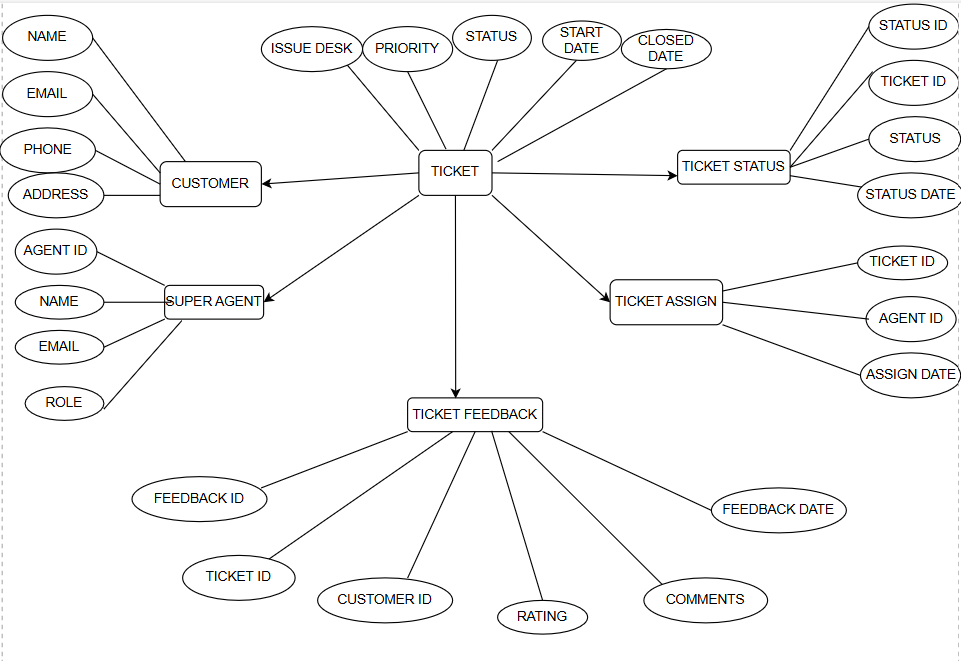 NAME
EMAIL
PHONE
ADDRESS
CUSTOMER
ISSUE DESK
PRIORITY
STATUS
START
DATE
CLOSED
DATE
TICKET
STATUS ID
TICKET ID
STATUS
STATUS DATE
TICKET STATUS
AGENT ID
NAME
EMAIL
ROLE
SUPER AGENT
TICKET ASSIGN
TICKET ID
AGENT ID
ASSIGN DATE
TICKET FEEDBACK
FEEDBACK ID
TICKET ID
CUSTOMER ID
RATING
COMMENTS
FEEDBACK DATE